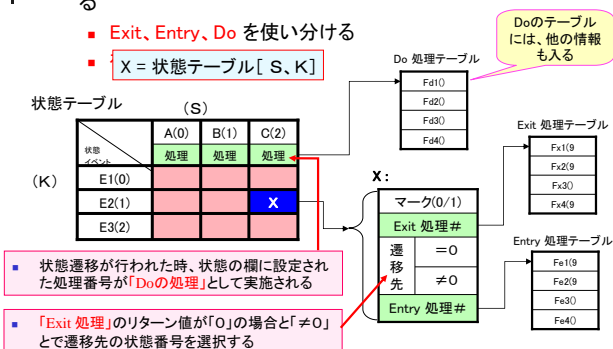 る
Exit、Entry、Do を使い分ける
X = 状態テーブル[ S、K]
Doのテーブル
には、他の情報
も入る
Do 処理テーブル
Fd1()
Fd2()
Fd3()
Fd4()
状態テーブル
(S)
状態
イベント
A(0)
B(1)
C(2)
処理
処理
処理
(K)
E1(0)
E2(1)
X
E3(2)
X:
マーク(0/1)
Exit 処理#
遷移先
=0
≠0
Entry 処理#
Exit 処理テーブル
Fx1(9
Fx2(9
Fx3()
Fx4(9
Entry 処理テーブル
Fe1(9
Fe2(9
Fe3()
Fe4()
状態遷移が行われた時、状態の欄に設定され
た処理番号が「Doの処理」として実施される
「Exit 処理」のリターン値が「0」の場合と「≠0」
とで遷移先の状態番号を選択する